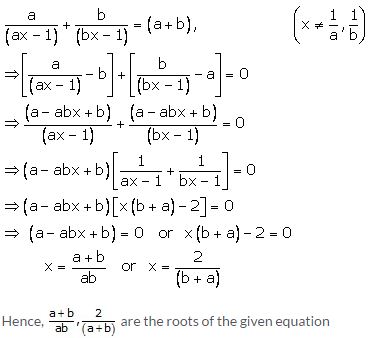 a/(ax − 1) + b/(bx − 1) = (a + b), (x ≠ 1/a, 1/b)
⇒ [a/(ax − 1) − b] + [b/(bx − 1) − a] = 0
⇒ (a − abx + b)/(ax − 1) + (a − abx + b)/(bx − 1) = 0
⇒ (a − abx + b) [1/(ax − 1) + 1/(bx − 1)] = 0
⇒ (a − abx + b) [x(b + a) − 2] = 0
⇒ (a − abx + b) = 0 or x(b + a) − 2 = 0
x = (a + b)/ab or x = 2/(b + a)
Hence, (a + b)/ab, 2/(a + b) are the roots of the given equation